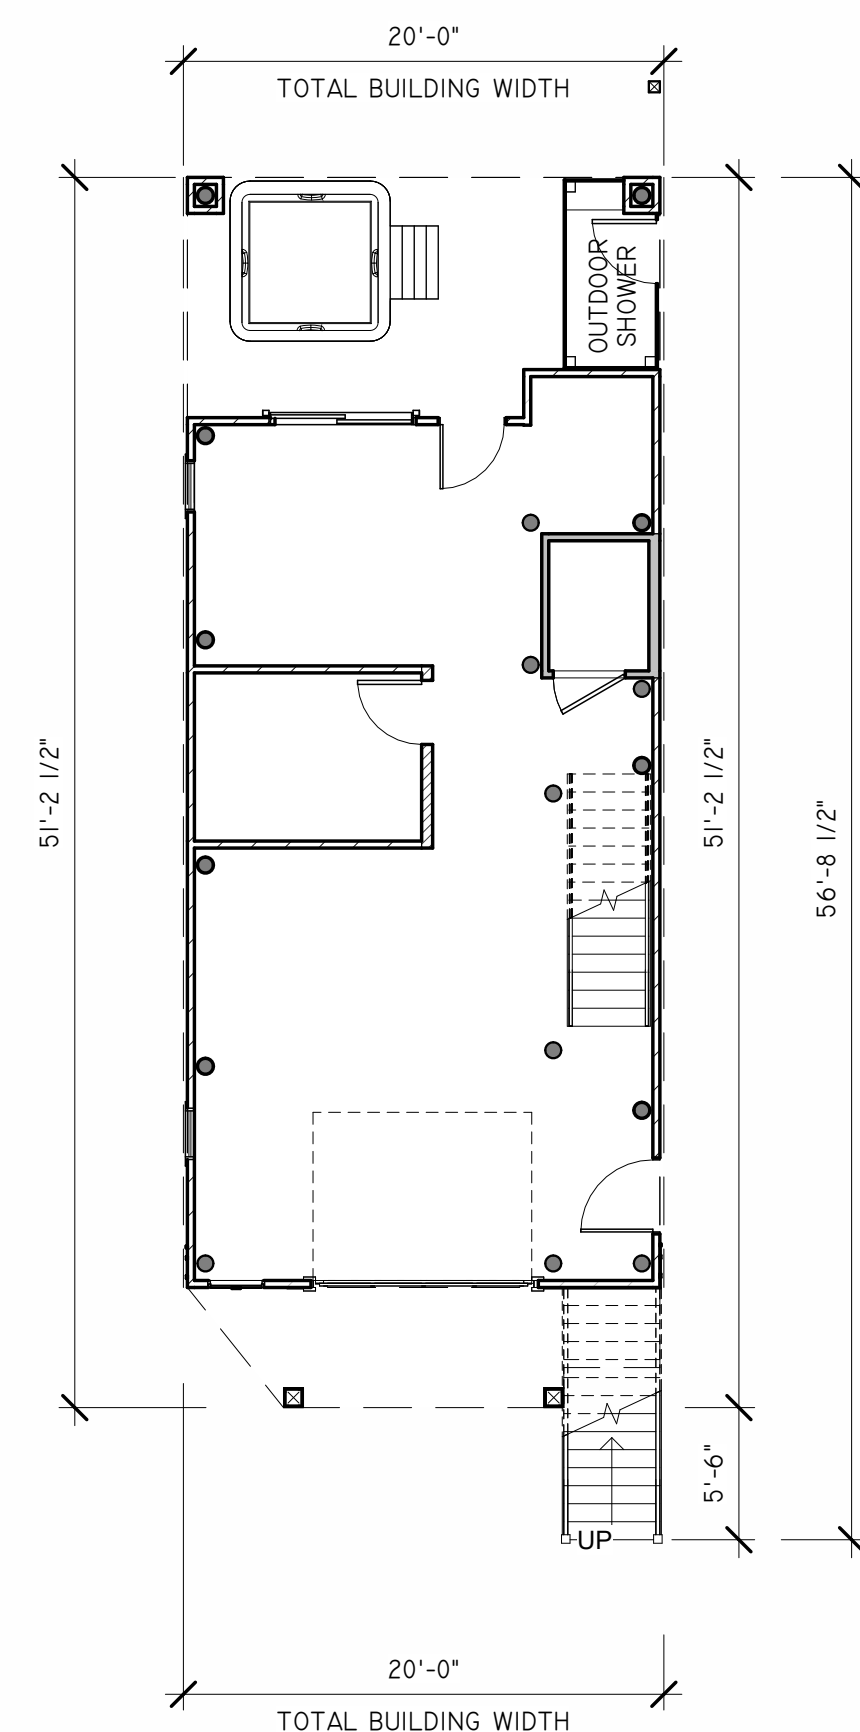 20'-0"
TOTAL BUILDING WIDTH
OUTDOOR
SHOWER
51'-2 1/2"
51'-2 1/2"
56'-8 1/2"
5'-6"
UP
20'-0"
TOTAL BUILDING WIDTH